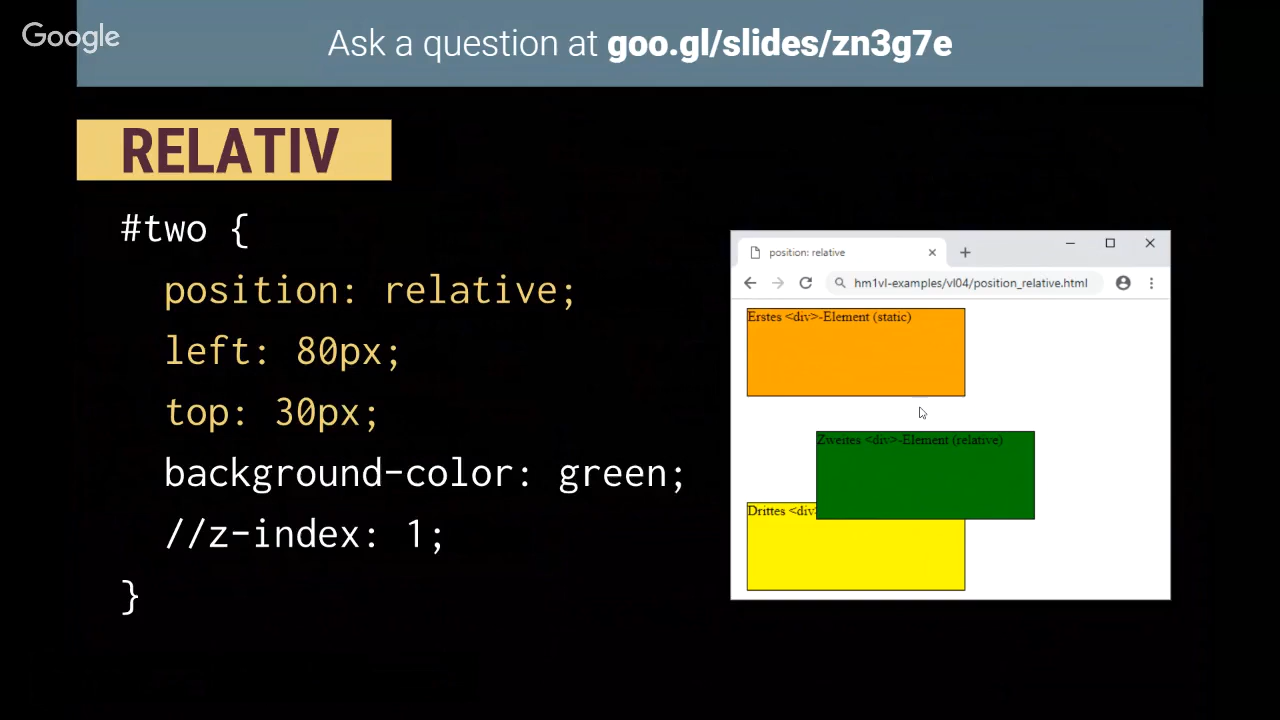 Google
Ask a question at goo.gl/slides/zn3g7e
RELATIV
#two {
position: relative;
left: 80px;
top: 30px;
background-color: green;
//z-index: 1;
}
position: relative
hm1vl-examples/vl04/position_relative.html
Erstes <div>-Element (static)
Zweites <div>-Element (relative)
Drittes <div>